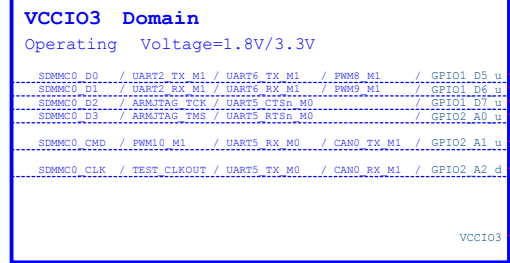 VCCIO3 Domain
Operating Voltage=1.8V/3.3V
SDMMC0_D0 / UART2_TX_M1 / UART6_TX_M1 / PWM8_M1 / GPIO1_D5_u
SDMMC0_D1 / UART2_RX_M1 / UART6_RX_M1 / PWM9_M1 / GPIO1_D6_u
SDMMC0_D2 / ARMJTAG_TCK / UART5_CTSn_M0 / GPIO1_D7_u
SDMMC0_D3 / ARMJTAG_TMS / UART5_RTSn_M0 / GPIO2_A0_u
SDMMC0_CMD / PWM10_M1 / UART5_RX_M0 / CAN0_TX_M1 / GPIO2_A1_u
SDMMC0_CLK / TEST_CLKOUT / UART5_TX_M0 / CAN0_RX_M1 / GPIO2_A2_d
VCCIO3